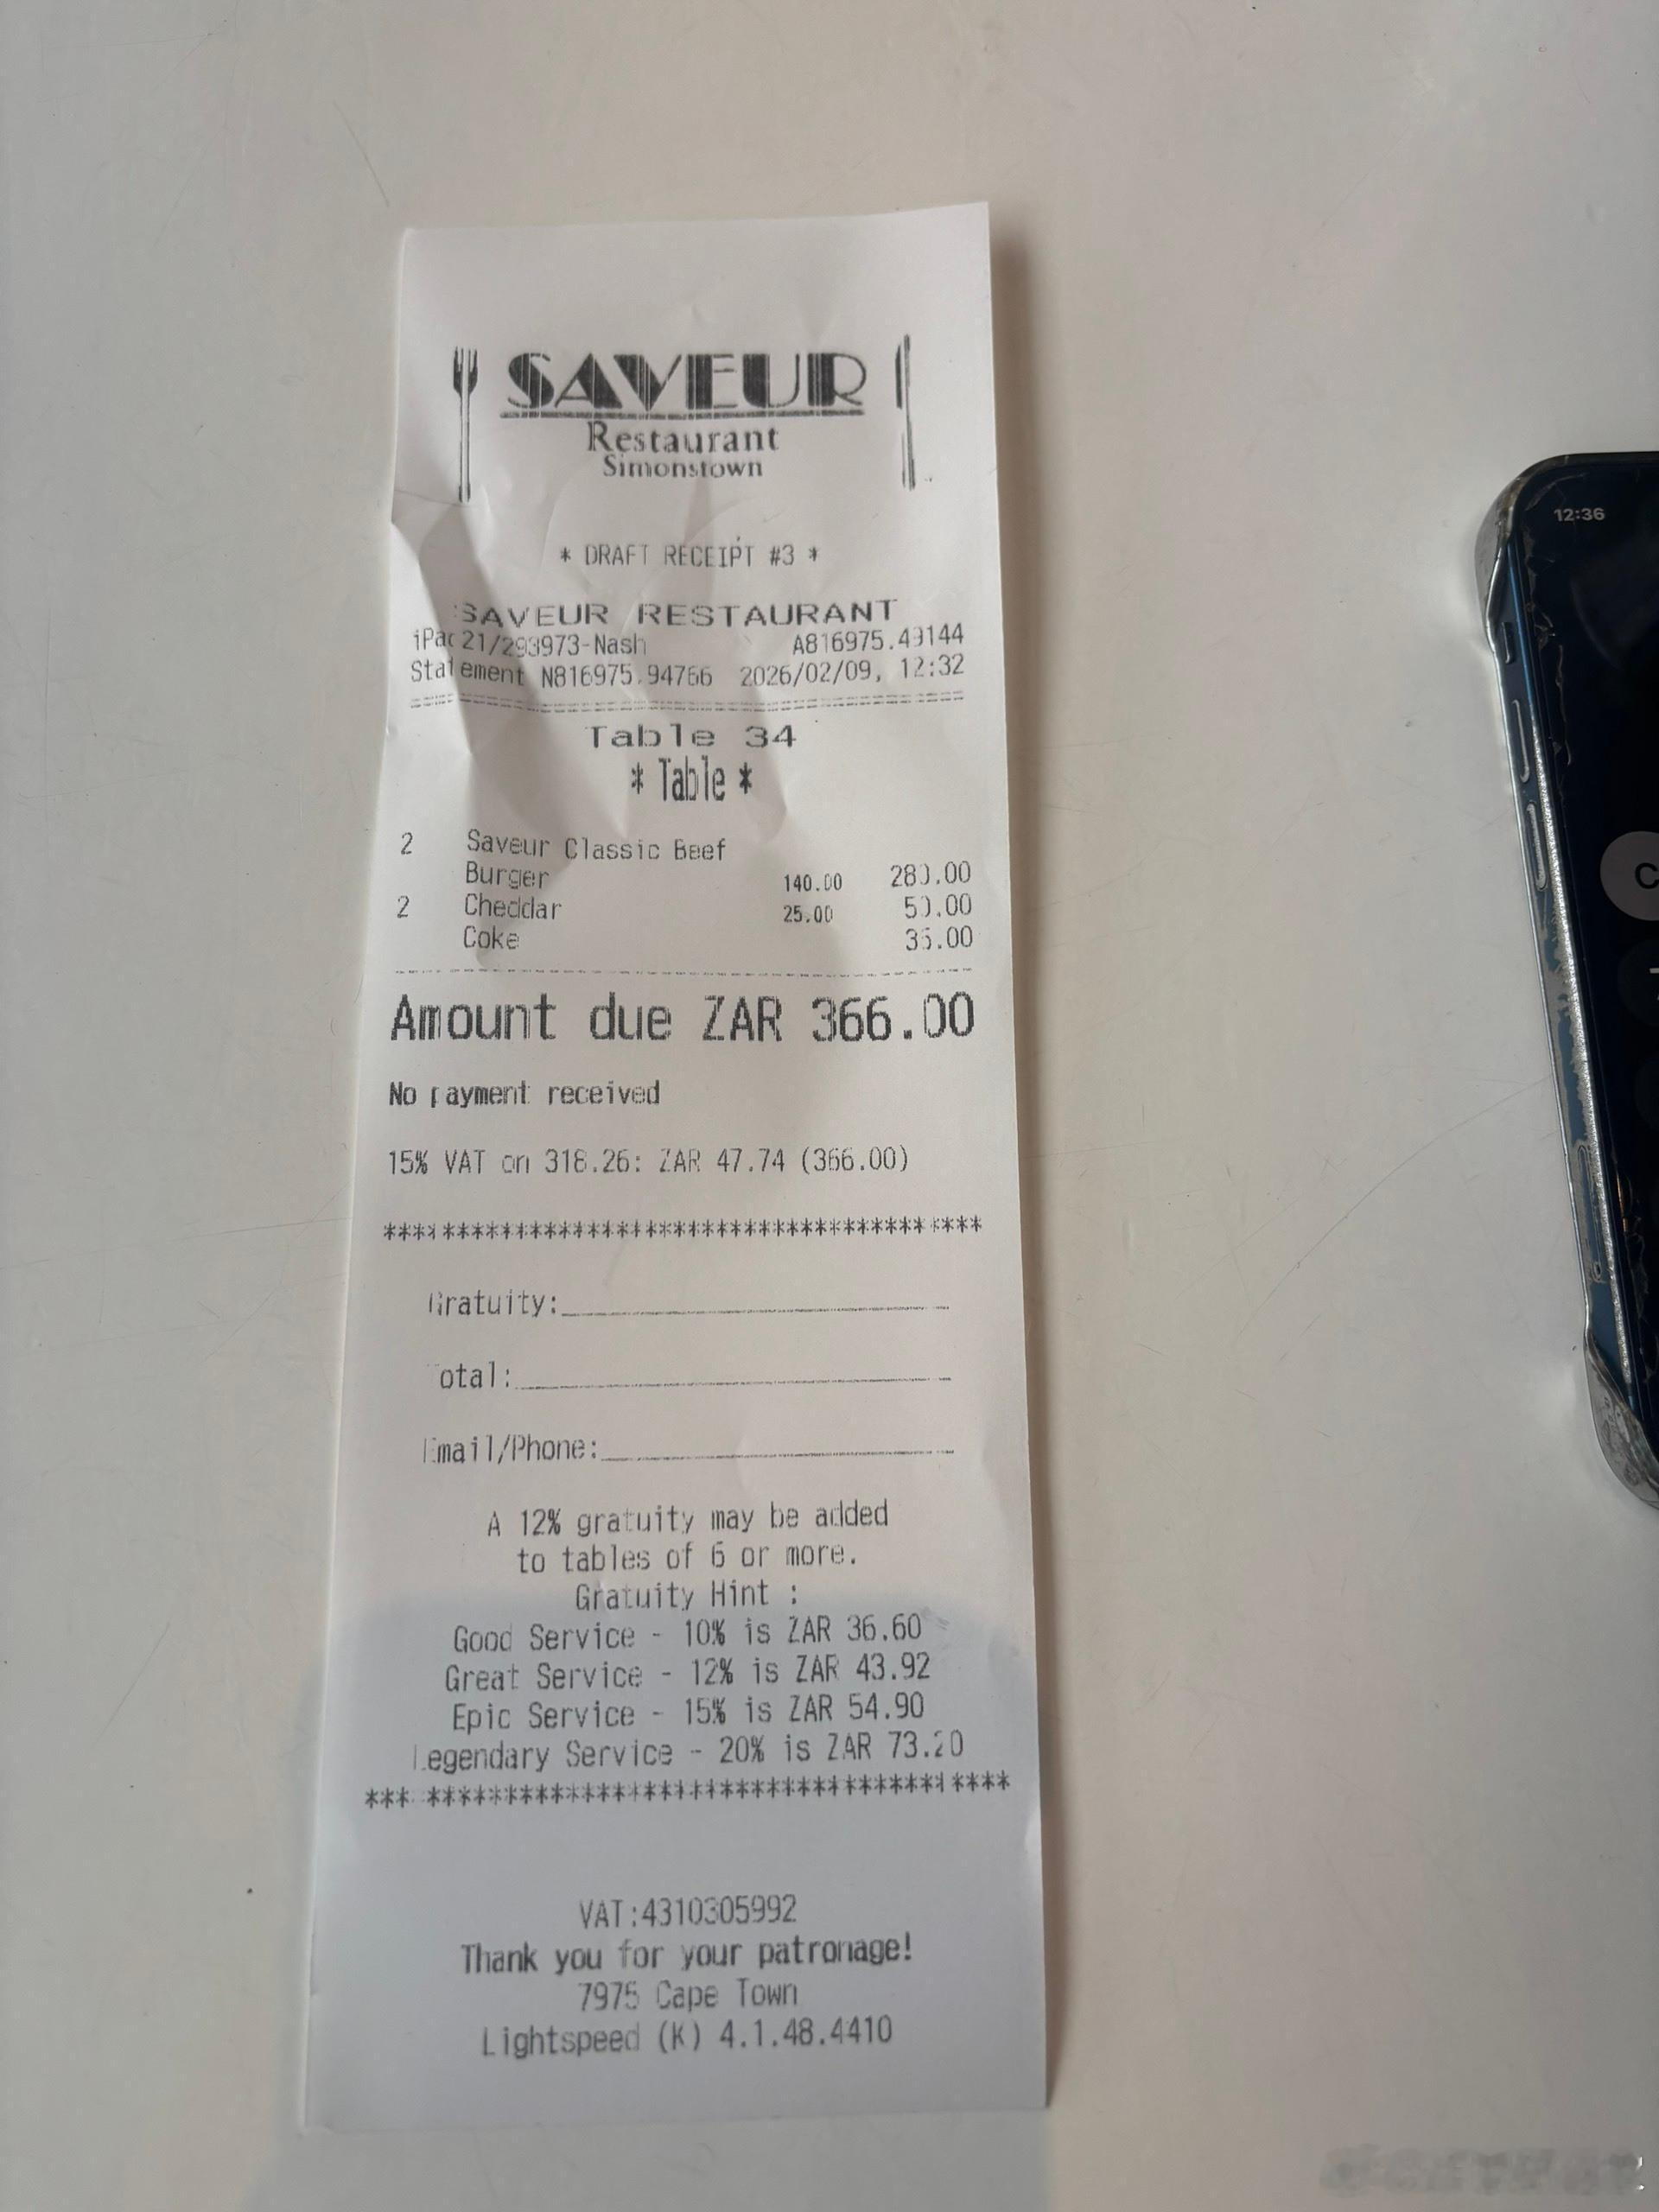 SAVEUR
Restaurant
Simonstown
* DRAFT RECEIPT #3 *
SAVEUR RESTAURANT
iPad 21/293973-Nash A816975.49144
Statement N816975.94766 2026/02/09, 12:32
Table 34
* Table *
2 Saveur Classic Beef
Burger 140.00 280.00
2 Cheddar 25.00 50.00
Coke 36.00
Amount due ZAR 366.00
No payment received
15% VAT on 318.26: ZAR 47.74 (366.00)
Gratuity:
Total:
Email/Phone:
A 12% gratuity may be added
to tables of 6 or more.
Gratuity Hint :
Good Service - 10% is ZAR 36.60
Great Service - 12% is ZAR 43.92
Epic Service - 15% is ZAR 54.90
Legendary Service - 20% is ZAR 73.20
VAT:4310305992
Thank you for your patronage!
7975 Cape Town
Lightspeed (K) 4.1.48.4410
12:36
C